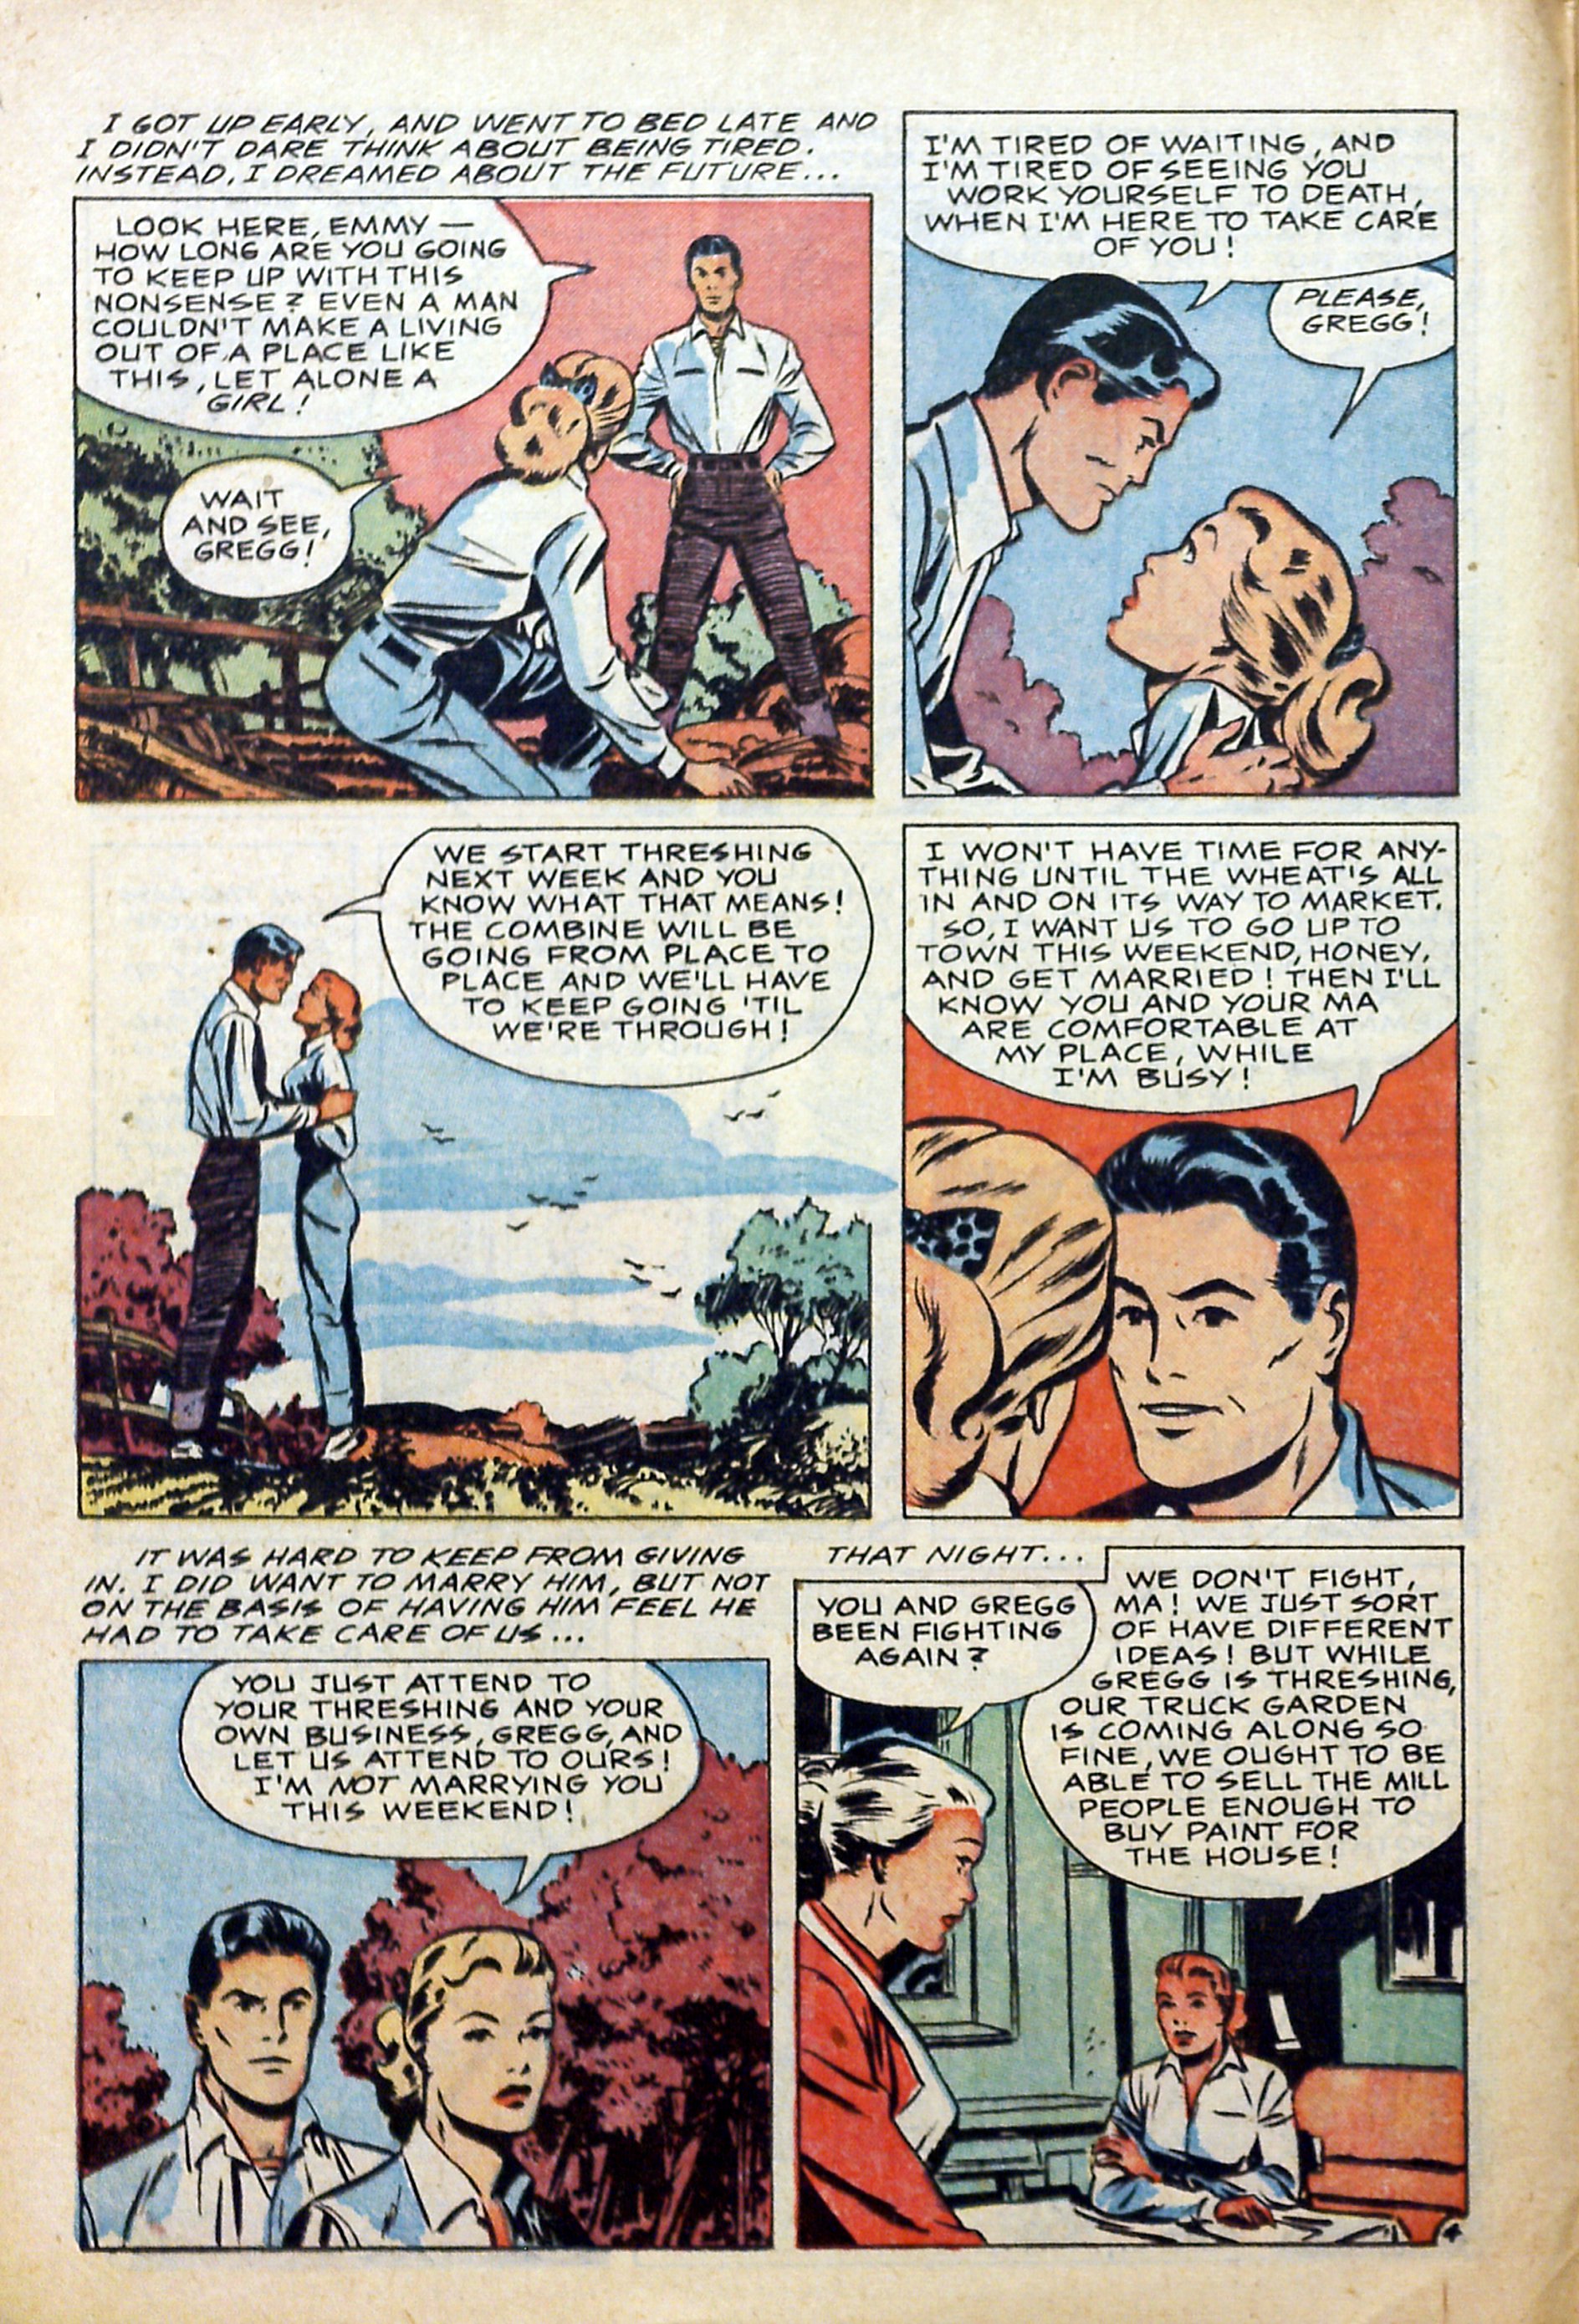 I GOT UP EARLY, AND WENT TO BED LATE AND
I DIDN'T DARE THINK ABOUT BEING TIRED.
INSTEAD, I DREAMED ABOUT THE FUTURE...
LOOK HERE, EMMY —
HOW LONG ARE YOU GOING
TO KEEP UP WITH THIS
NONSENSE? EVEN A MAN
COULDN'T MAKE A LIVING
OUT OF A PLACE LIKE
THIS, LET ALONE A
GIRL!
WAIT
AND SEE,
GREGG!
I'M TIRED OF WAITING, AND
I'M TIRED OF SEEING YOU
WORK YOURSELF TO DEATH,
WHEN I'M HERE TO TAKE CARE
OF YOU!
PLEASE,
GREGG!
WE START THRESHING
NEXT WEEK AND YOU
KNOW WHAT THAT MEANS!
THE COMBINE WILL BE
GOING FROM PLACE TO
PLACE AND WE'LL HAVE
TO KEEP GOING 'TIL
WE'RE THROUGH!
I WON'T HAVE TIME FOR ANY-
THING UNTIL THE WHEAT'S ALL
IN AND ON ITS WAY TO MARKET.
SO, I WANT US TO GO UP TO
TOWN THIS WEEKEND, HONEY,
AND GET MARRIED! THEN I'LL
KNOW YOU AND YOUR MA
ARE COMFORTABLE AT
MY PLACE, WHILE
I'M BUSY!
IT WAS HARD TO KEEP FROM GIVING
IN. I DID WANT TO MARRY HIM, BUT NOT
ON THE BASIS OF HAVING HIM FEEL HE
HAD TO TAKE CARE OF US...
YOU JUST ATTEND TO
YOUR THRESHING AND YOUR
OWN BUSINESS, GREGG, AND
LET US ATTEND TO OURS!
I'M NOT MARRYING YOU
THIS WEEKEND!
THAT NIGHT...
YOU AND GREGG
BEEN FIGHTING
AGAIN?
WE DON'T FIGHT,
MA! WE JUST SORT
OF HAVE DIFFERENT
IDEAS! BUT WHILE
GREGG IS THRESHING,
OUR TRUCK GARDEN
IS COMING ALONG SO
FINE, WE OUGHT TO BE
ABLE TO SELL THE MILL
PEOPLE ENOUGH TO
BUY PAINT FOR
THE HOUSE!
4